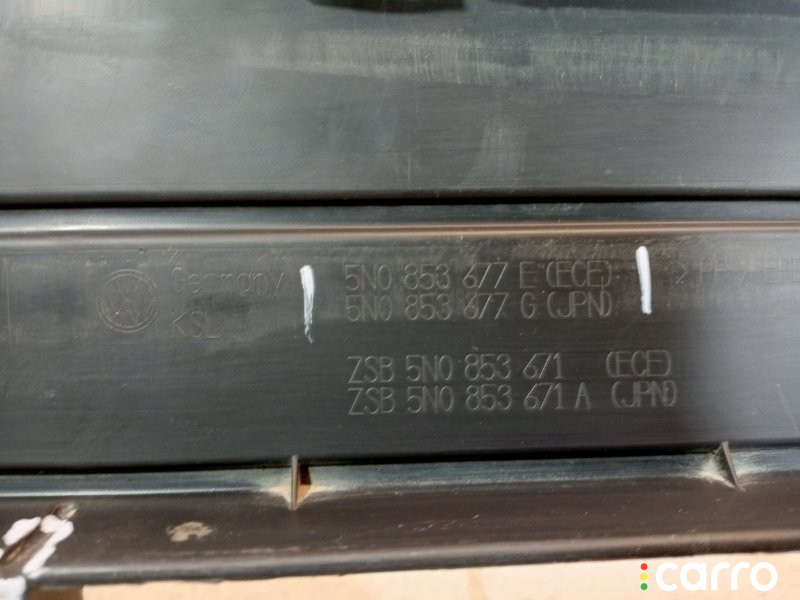 Germany 5N0 853 677 E (ECE)
KSL 5N0 853 677 G (JPN)
ZSB 5N0 853 671 (ECE)
ZSB 5N0 853 671 A (JPN)
carro